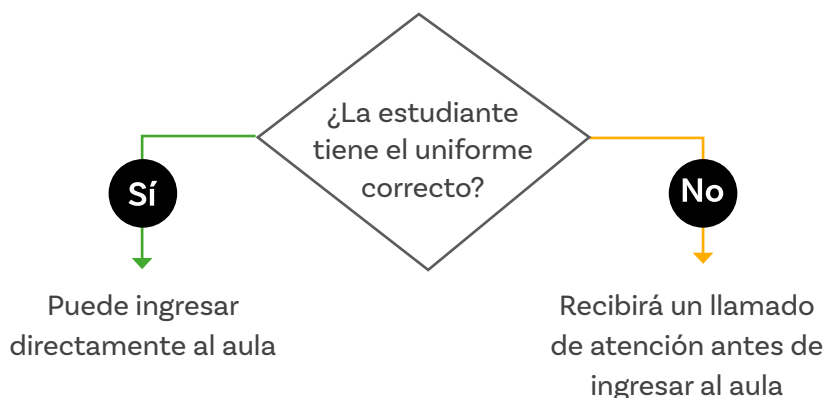 ¿La estudiante
tiene el uniforme
correcto?
Sí
No
Puede ingresar
directamente al aula
Recibirá un llamado
de atención antes de
ingresar al aula